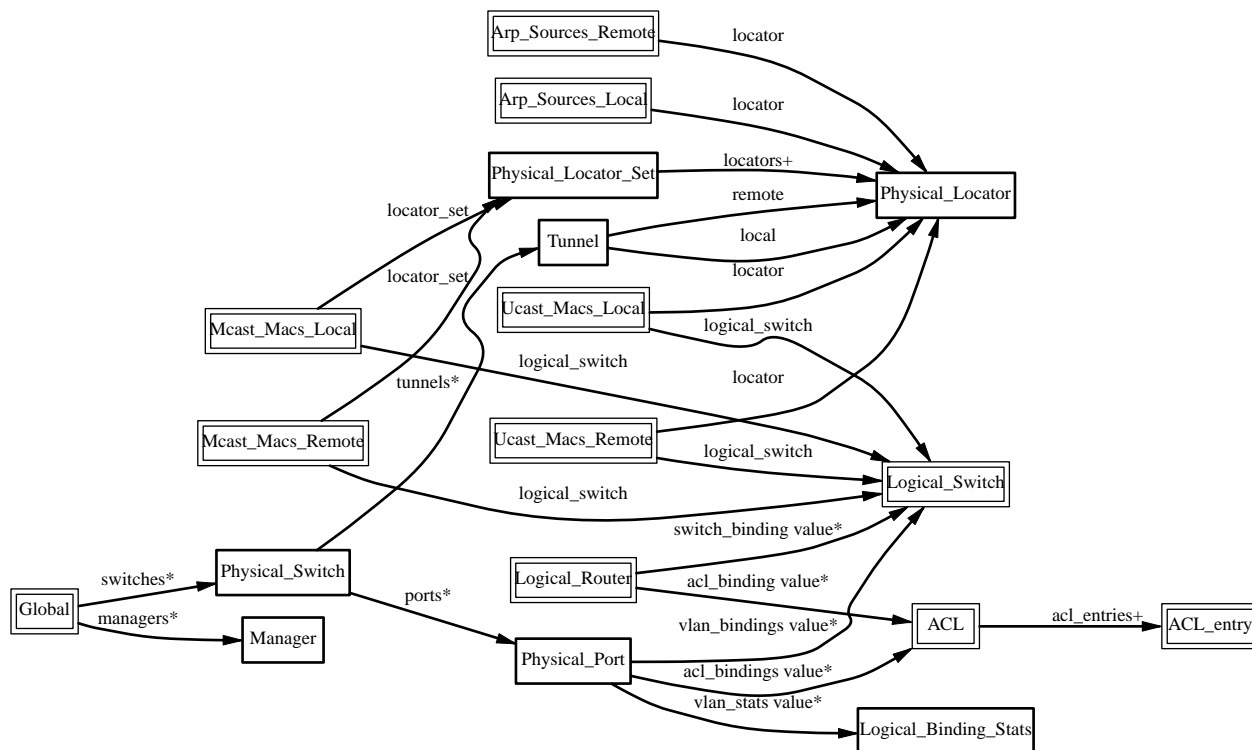 Arp_Sources_Remote
locator
Arp_Sources_Local
locator
Physical_Locator_Set
locators+
Physical_Locator
remote
locator_set
Tunnel
local
locator_set
locator
Ucast_Macs_Local
logical_switch
Mcast_Macs_Local
logical_switch
tunnels*
locator
Mcast_Macs_Remote
Ucast_Macs_Remote
logical_switch
Logical_Switch
logical_switch
switch_binding value*
Physical_Switch
switches*
Logical_Router
acl_binding value*
ports*
Global
managers*
Manager
vlan_bindings value*
ACL
acl_entries+
ACL_entry
Physical_Port
acl_bindings value*
vlan_stats value*
Logical_Binding_Stats